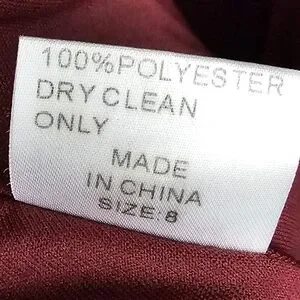 100%POLYESTER
DRY CLEAN
ONLY
MADE
IN CHINA
SIZE: 8